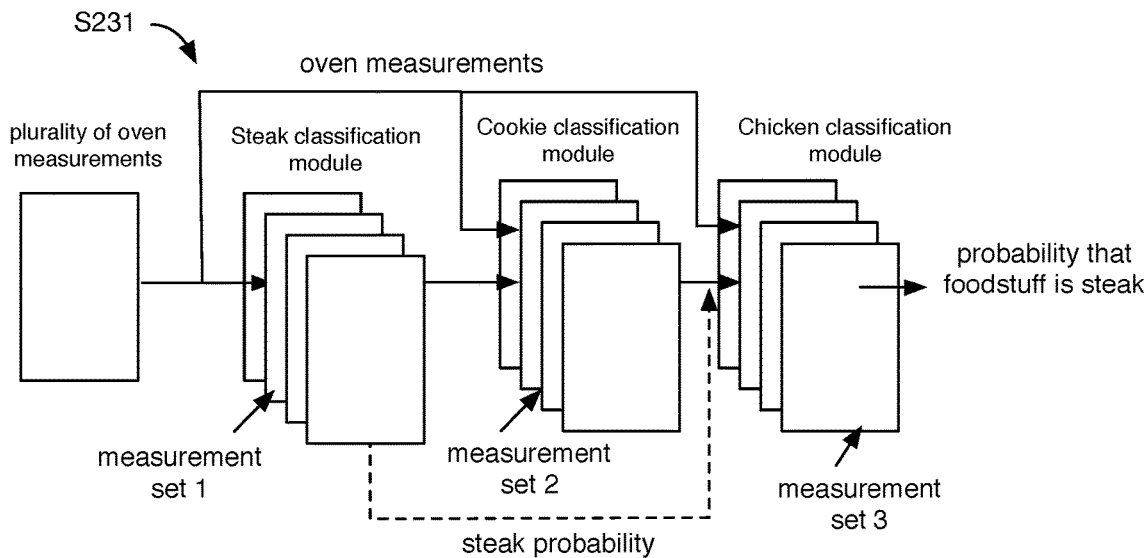 S231
oven measurements
plurality of oven
measurements
Steak classification
module
Cookie classification
module
Chicken classification
module
probability that
foodstuff is steak
measurement
set 1
measurement
set 2
measurement
set 3
steak probability